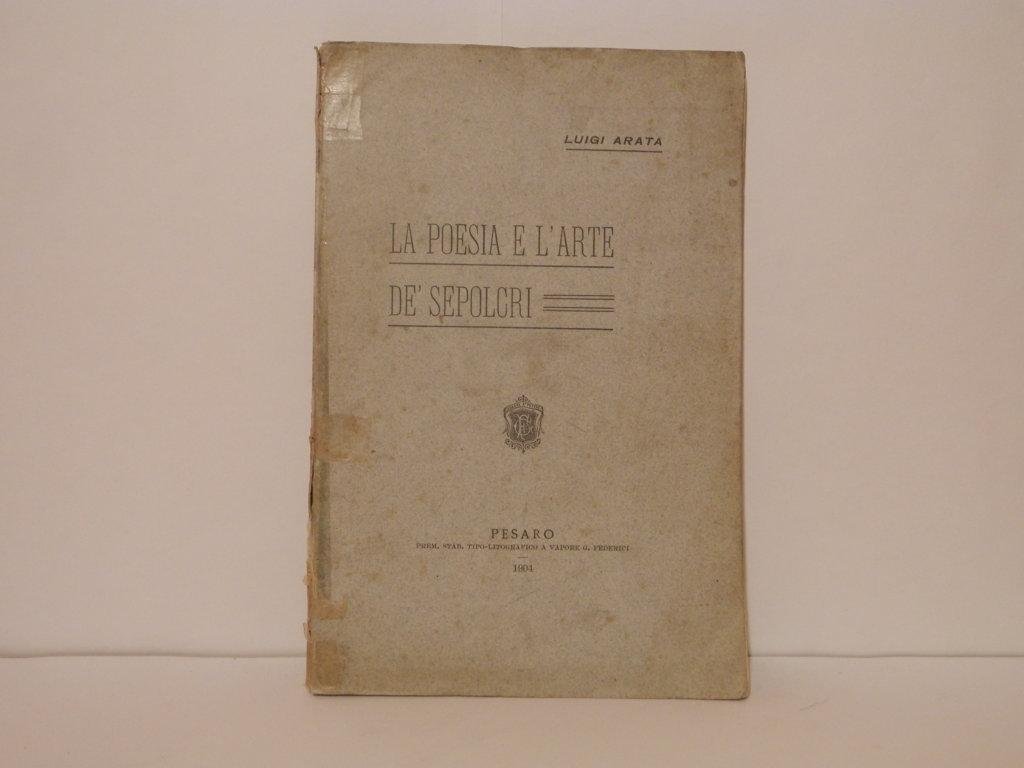 LUIGI ARATA
LA POESIA E L'ARTE
DE' SEPOLCRI
PESARO
PREM. STAB. TIPO-LITOGRAFICO A VAPORE G. FEDERICI
1904